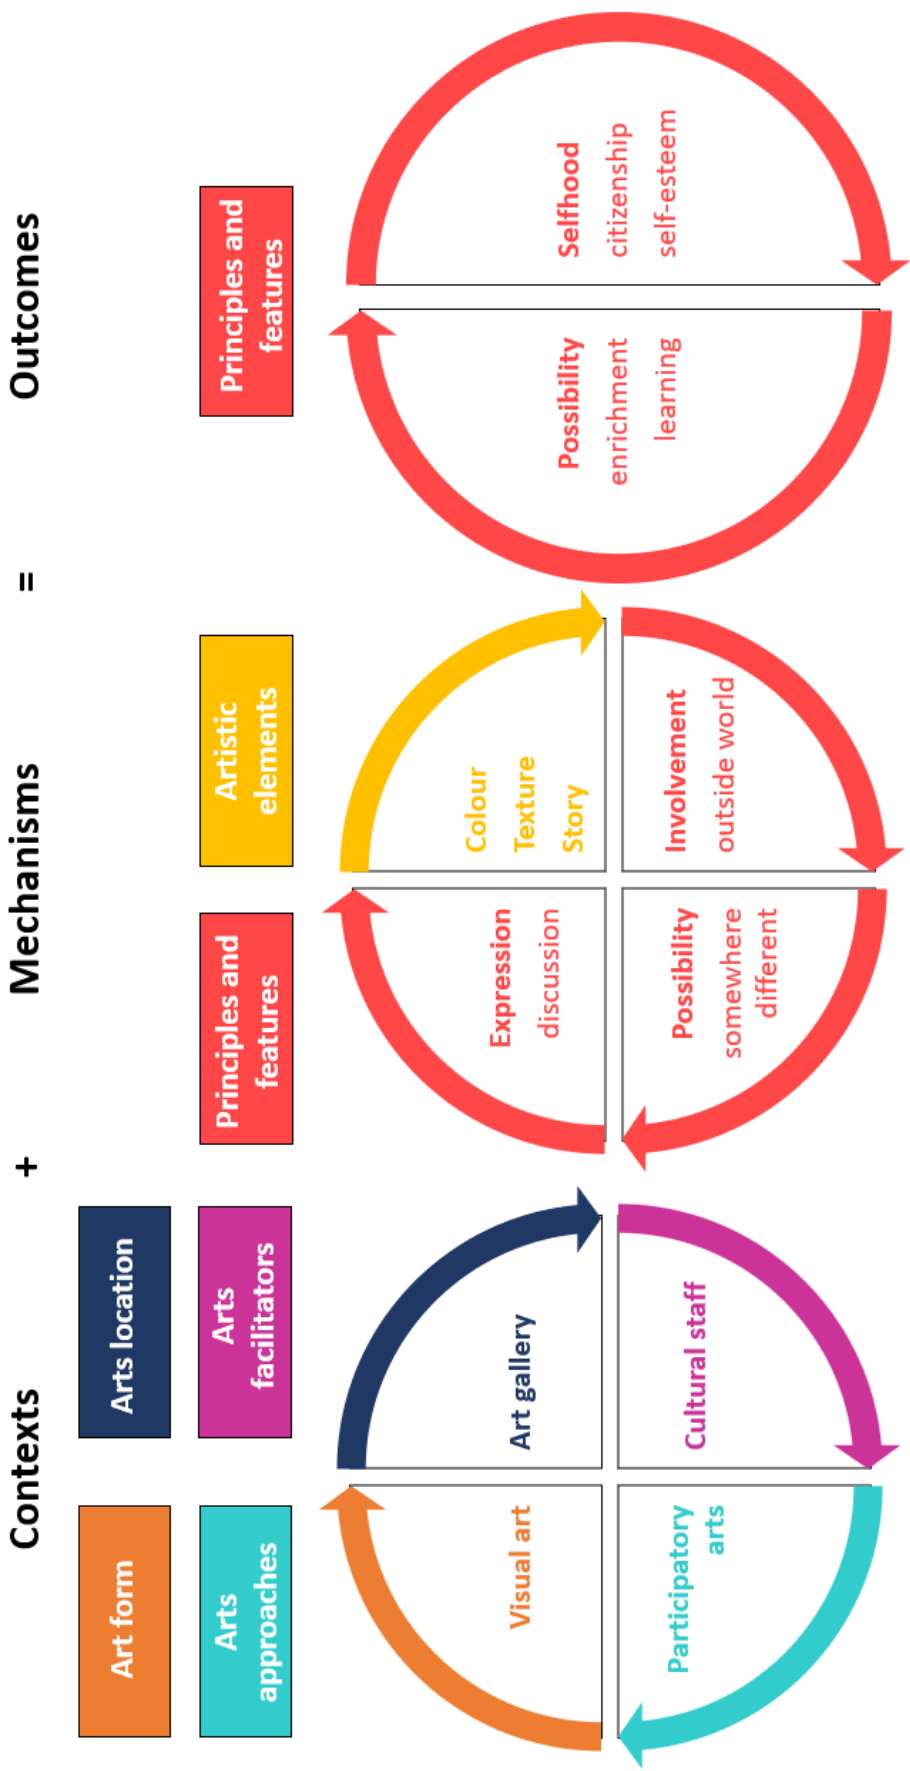 Contexts + Mechanisms = Outcomes
Art form
Arts location
Arts
approaches
Arts
facilitators
Principles and
features
Artistic
elements
Principles and
features
Visual art
Art gallery
Participatory
arts
Cultural staff
Expression
discussion
Colour
Texture
Story
Possibility
somewhere
different
Involvement
outside world
Possibility
enrichment
learning
Selfhood
citizenship
self-esteem